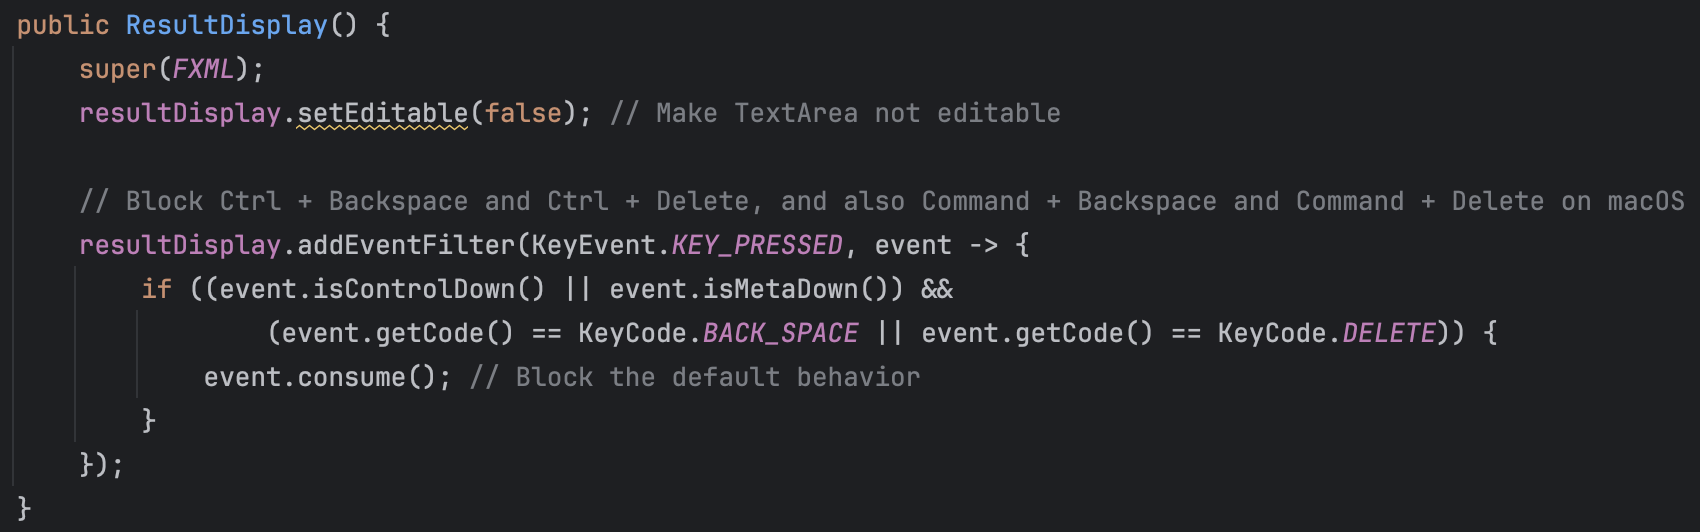 public ResultDisplay() {
    super(FXML);
    resultDisplay.setEditable(false); // Make TextArea not editable

    // Block Ctrl + Backspace and Ctrl + Delete, and also Command + Backspace and Command + Delete on macOS
    resultDisplay.addEventFilter(KeyEvent.KEY_PRESSED, event -> {
        if ((event.isControlDown() || event.isMetaDown()) &&
                (event.getCode() == KeyCode.BACK_SPACE || event.getCode() == KeyCode.DELETE)) {
            event.consume(); // Block the default behavior
        }
    });
}